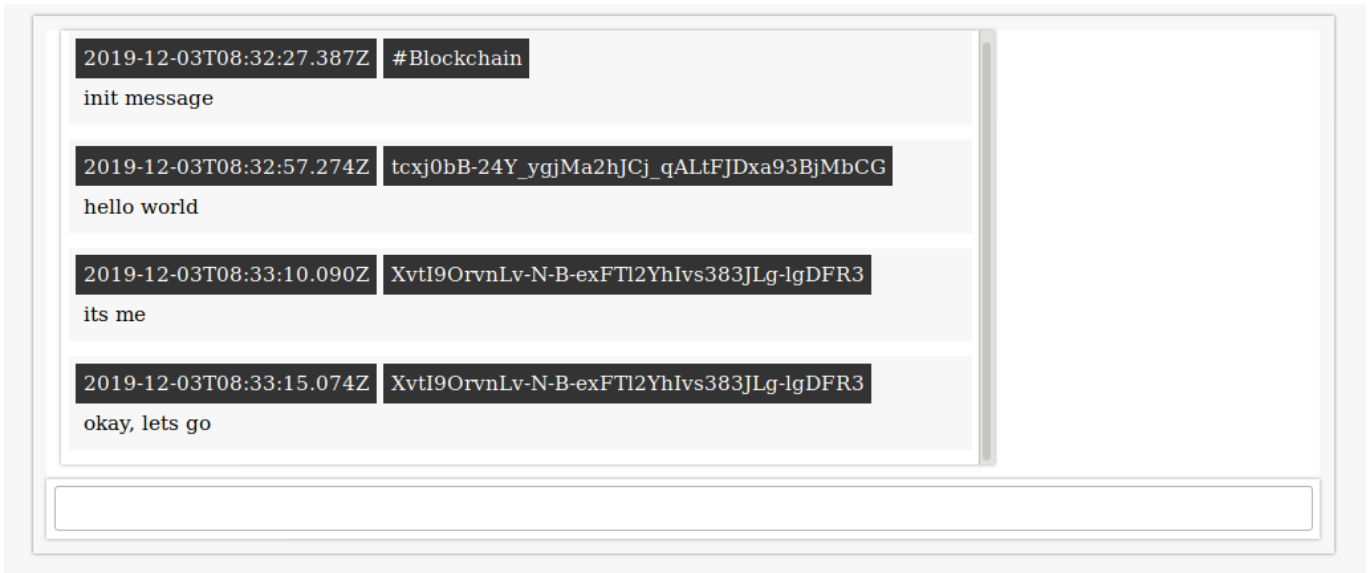 2019-12-03T08:32:27.387Z #Blockchain
init message
2019-12-03T08:32:57.274Z tcxj0bB-24Y_ygjMa2hJCj_qALtFJDxa93BjMbCG
hello world
2019-12-03T08:33:10.090Z XvtI9OrvnLv-N-B-exFTl2YhIvs383JLg-lgDFR3
its me
2019-12-03T08:33:15.074Z XvtI9OrvnLv-N-B-exFTl2YhIvs383JLg-lgDFR3
okay, lets go